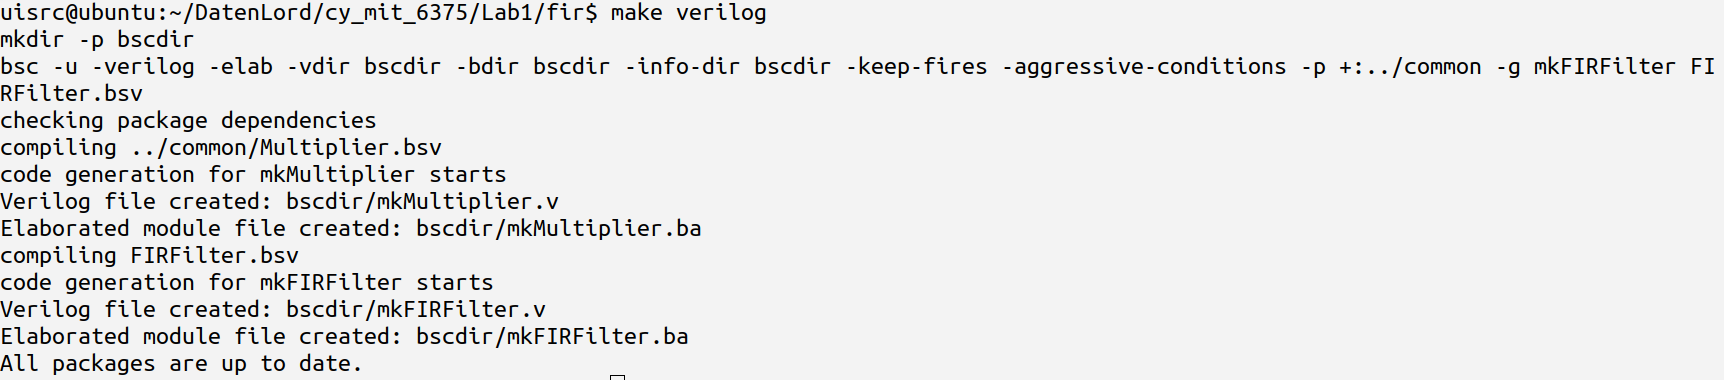 uisrc@ubuntu:~/DatenLord/cy_mit_6375/Lab1/fir$ make verilog
mkdir -p bscdir
bsc -u -verilog -elab -vdir bscdir -bdir bscdir -info-dir bscdir -keep-fires -aggressive-conditions -p +:../common -g mkFIRFilter FI
RFilter.bsv
checking package dependencies
compiling ../common/Multiplier.bsv
code generation for mkMultiplier starts
Verilog file created: bscdir/mkMultiplier.v
Elaborated module file created: bscdir/mkMultiplier.ba
compiling FIRFilter.bsv
code generation for mkFIRFilter starts
Verilog file created: bscdir/mkFIRFilter.v
Elaborated module file created: bscdir/mkFIRFilter.ba
All packages are up to date.